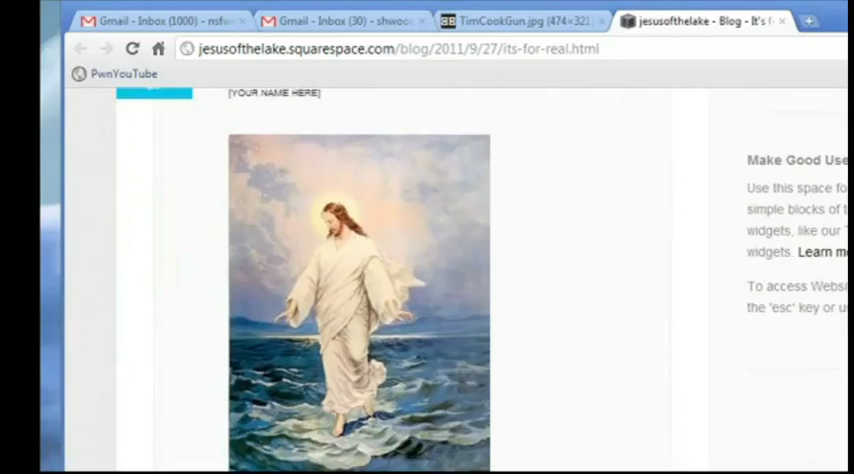 Gmail - Inbox (1000) - nsfw
Gmail - Inbox (30) - shwoo
TimCookGun.jpg (474×321
jesusofthelake - Blog - It's f
jesusofthelake.squarespace.com/blog/2011/9/27/its-for-real.html
PwnYouTube
[YOUR NAME HERE]
Make Good Use
Use this space fo
simple blocks of t
widgets, like our
widgets. Learn m
To access Webs
the 'esc' key or u